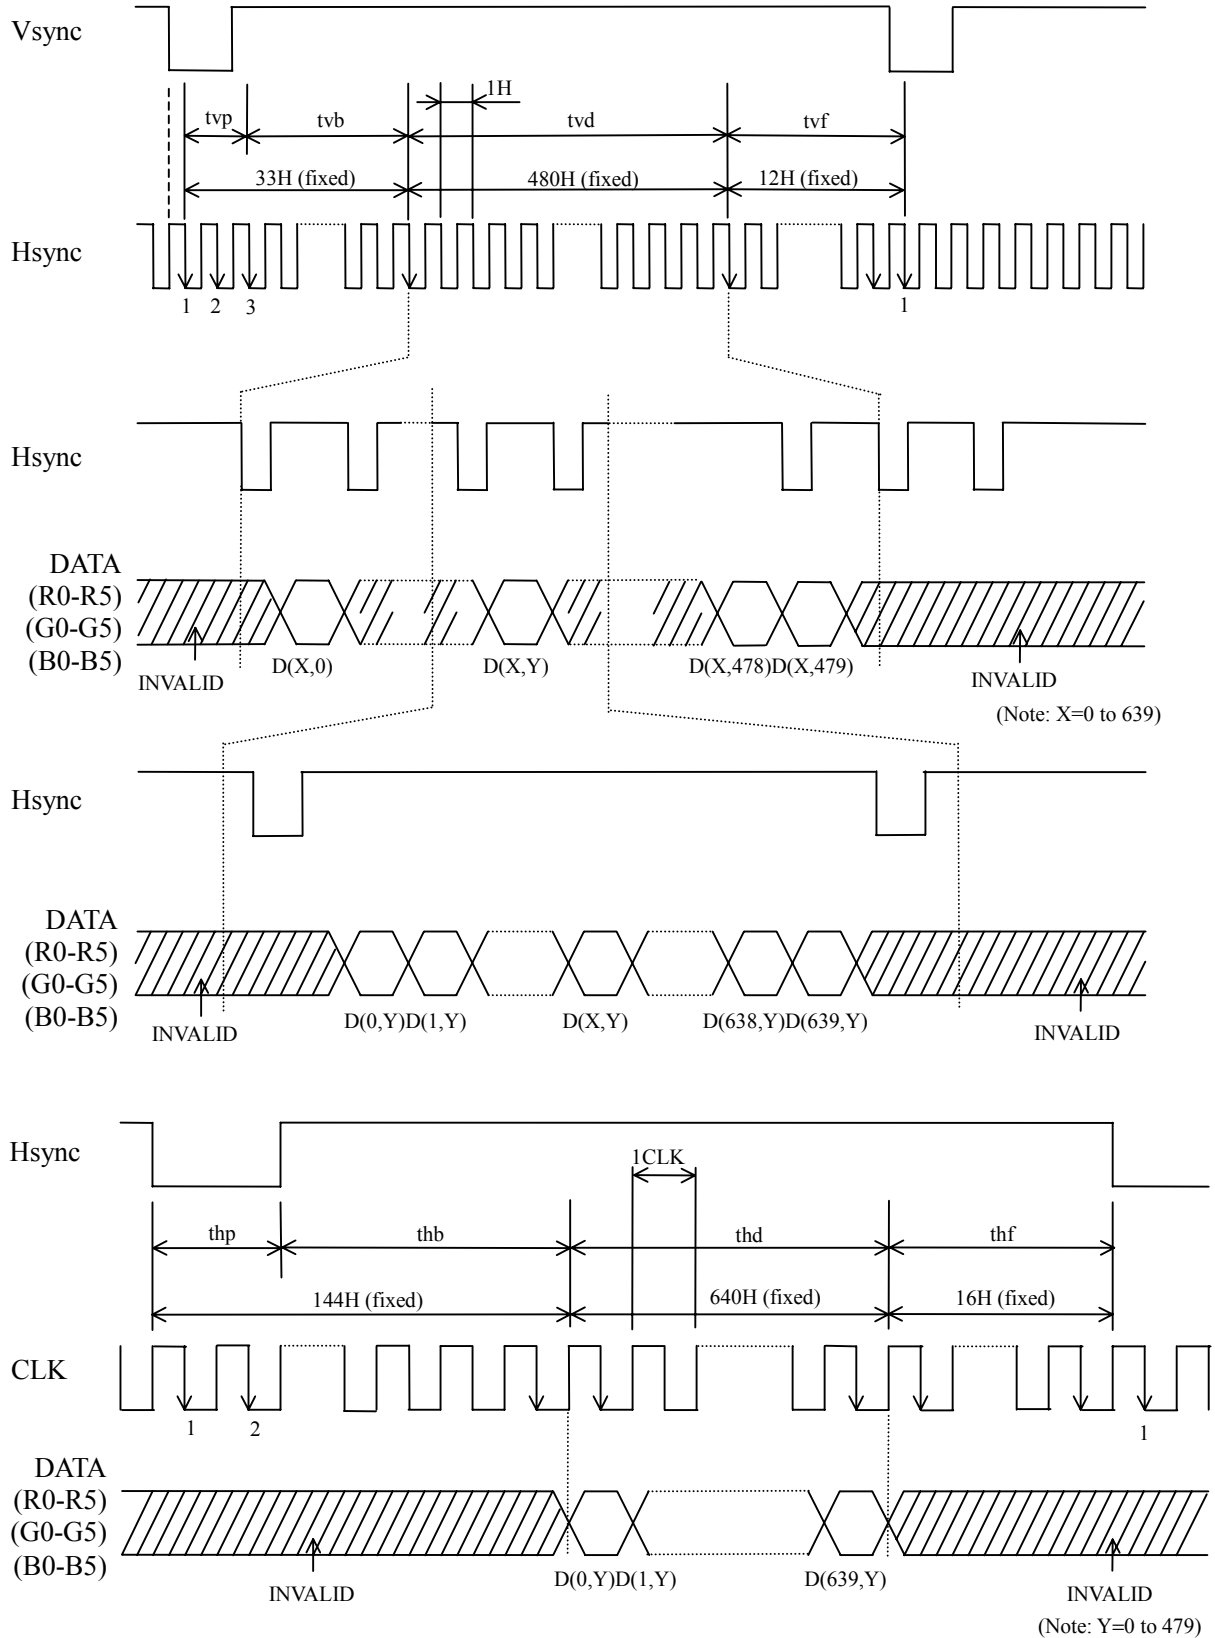 Vsync
1H
tvp tvb tvd tvf
33H (fixed) 480H (fixed) 12H (fixed)
Hsync
1 2 3 1
Hsync
DATA
(R0-R5)
(G0-G5)
(B0-B5)
D(X,0) D(X,Y) D(X,478)D(X,479)
INVALID INVALID
(Note: X=0 to 639)
Hsync
DATA
(R0-R5)
(G0-G5)
(B0-B5)
D(0,Y)D(1,Y) D(X,Y) D(638,Y)D(639,Y)
INVALID INVALID
Hsync
1CLK
thp thb thd thf
144H (fixed) 640H (fixed) 16H (fixed)
CLK
1 2 1
DATA
(R0-R5)
(G0-G5)
(B0-B5)
D(0,Y)D(1,Y) D(639,Y)
INVALID INVALID
(Note: Y=0 to 479)